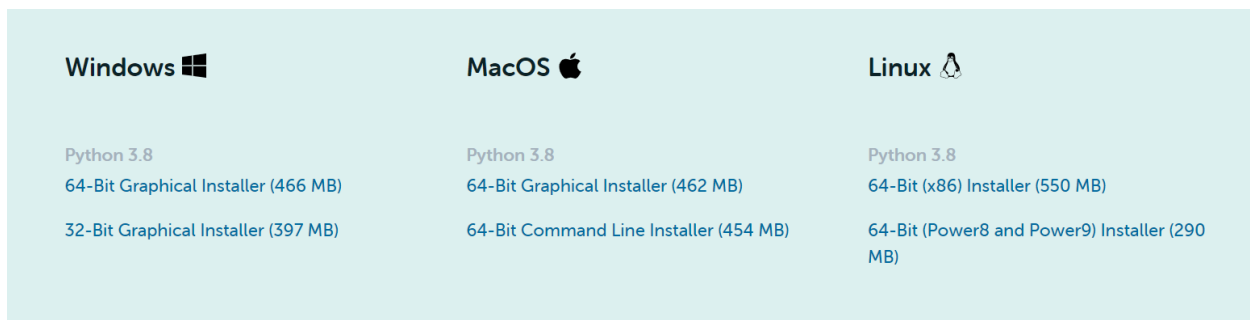 Windows
Python 3.8
64-Bit Graphical Installer (466 MB)
32-Bit Graphical Installer (397 MB)
MacOS
Python 3.8
64-Bit Graphical Installer (462 MB)
64-Bit Command Line Installer (454 MB)
Linux
Python 3.8
64-Bit (x86) Installer (550 MB)
64-Bit (Power8 and Power9) Installer (290
MB)